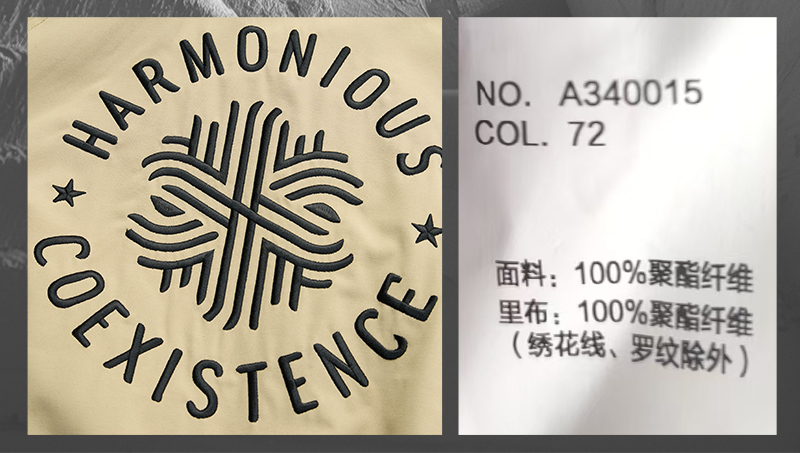 HARMONIOUS
COEXISTENCE
NO. A340015
COL. 72
面料：100%聚酯纤维
里布：100%聚酯纤维
（绣花线、罗纹除外）